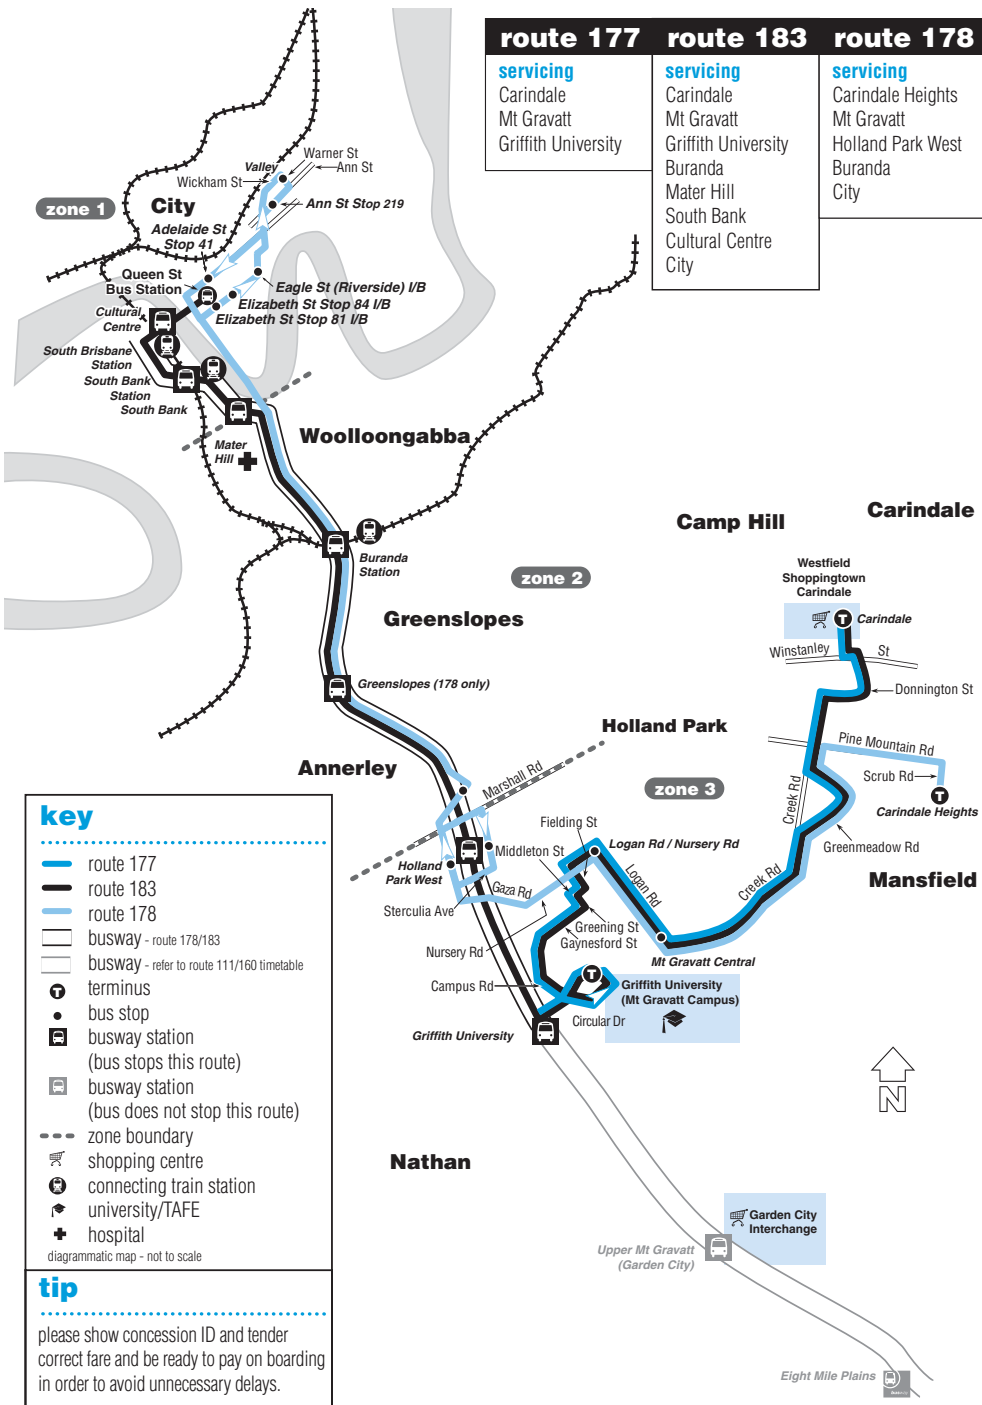 route 177
servicing
Carindale
Mt Gravatt
Griffith University
route 183
servicing
Carindale
Mt Gravatt
Griffith University
Buranda
Mater Hill
South Bank
Cultural Centre
City
route 178
servicing
Carindale Heights
Mt Gravatt
Holland Park West
Buranda
City
Valley
Warner St
Ann St
Wickham St
zone 1
City
Ann St Stop 219
Adelaide St
Stop 41
Queen St
Bus Station
Eagle St (Riverside) I/B
Elizabeth St Stop 84 I/B
Elizabeth St Stop 81 I/B
Cultural
Centre
South Brisbane
Station
South Bank
Station
South Bank
Mater
Hill
Woolloongabba
Buranda
Station
Camp Hill
Carindale
zone 2
Westfield
Shoppingtown
Carindale
T
Carindale
Greenslopes
Winstanley
St
Donnington St
Greenslopes (178 only)
Holland Park
Pine Mountain Rd
Annerley
Marshall Rd
zone 3
Scrub Rd
T
Carindale Heights
Creek Rd
Greenmeadow Rd
Fielding St
Middleton St
Logan Rd / Nursery Rd
Holland
Park West
Logan Rd
Creek Rd
Mansfield
Gaza Rd
Sterculia Ave
Greening St
Gaynesford St
Nursery Rd
Mt Gravatt Central
Campus Rd
T
Griffith University
(Mt Gravatt Campus)
Circular Dr
Griffith University
N
Nathan
Garden City
Interchange
Upper Mt Gravatt
(Garden City)
Eight Mile Plains
key
route 177
route 183
route 178
busway - route 178/183
busway - refer to route 111/160 timetable
T terminus
bus stop
busway station
(bus stops this route)
busway station
(bus does not stop this route)
zone boundary
shopping centre
connecting train station
university/TAFE
hospital
diagrammatic map - not to scale
tip
please show concession ID and tender
correct fare and be ready to pay on boarding
in order to avoid unnecessary delays.